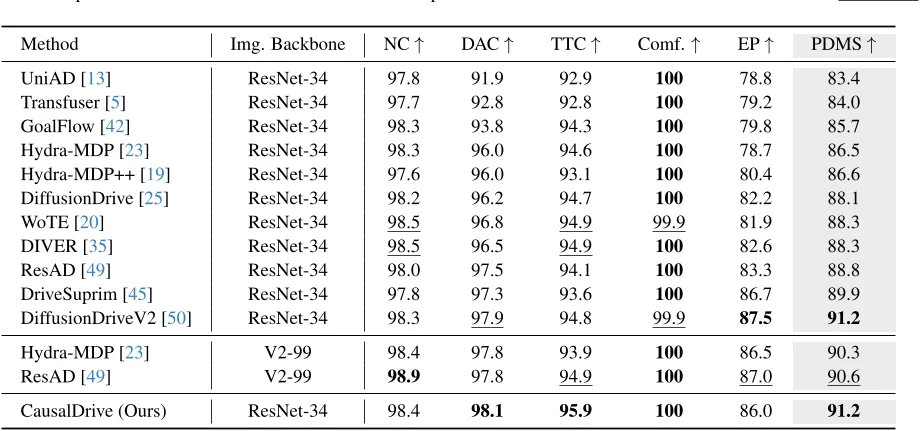 Method Img. Backbone NC ↑ DAC ↑ TTC ↑ Comf. ↑ EP ↑ PDMS ↑
UniAD [13] ResNet-34 97.8 91.9 92.9 100 78.8 83.4
Transfuser [5] ResNet-34 97.7 92.8 92.8 100 79.2 84.0
GoalFlow [42] ResNet-34 98.3 93.8 94.3 100 79.8 85.7
Hydra-MDP [23] ResNet-34 98.3 96.0 94.6 100 78.7 86.5
Hydra-MDP++ [19] ResNet-34 97.6 96.0 93.1 100 80.4 86.6
DiffusionDrive [25] ResNet-34 98.2 96.2 94.7 100 82.2 88.1
WoTE [20] ResNet-34 98.5 96.8 94.9 99.9 81.9 88.3
DIVER [35] ResNet-34 98.5 96.5 94.9 100 82.6 88.3
ResAD [49] ResNet-34 98.0 97.5 94.1 100 83.3 88.8
DriveSuprim [45] ResNet-34 97.8 97.3 93.6 100 86.7 89.9
DiffusionDriveV2 [50] ResNet-34 98.3 97.9 94.8 99.9 87.5 91.2
Hydra-MDP [23] V2-99 98.4 97.8 93.9 100 86.5 90.3
ResAD [49] V2-99 98.9 97.8 94.9 100 87.0 90.6
CausalDrive (Ours) ResNet-34 98.4 98.1 95.9 100 86.0 91.2